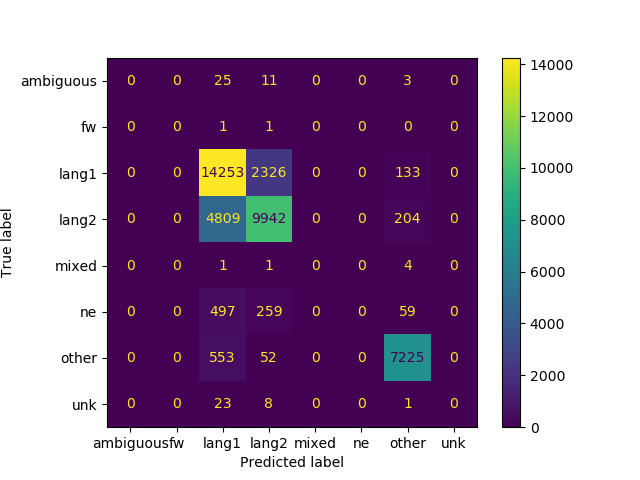 ambiguous 0 0 25 11 0 0 3 0
fw 0 0 1 1 0 0 0 0
lang1 0 0 14253 2326 0 0 133 0
lang2 0 0 4809 9942 0 0 204 0
mixed 0 0 1 1 0 0 4 0
ne 0 0 497 259 0 0 59 0
other 0 0 553 52 0 0 7225 0
unk 0 0 23 8 0 0 1 0
ambiguous fw lang1 lang2 mixed ne other unk
Predicted label
True label
14000
12000
10000
8000
6000
4000
2000
0